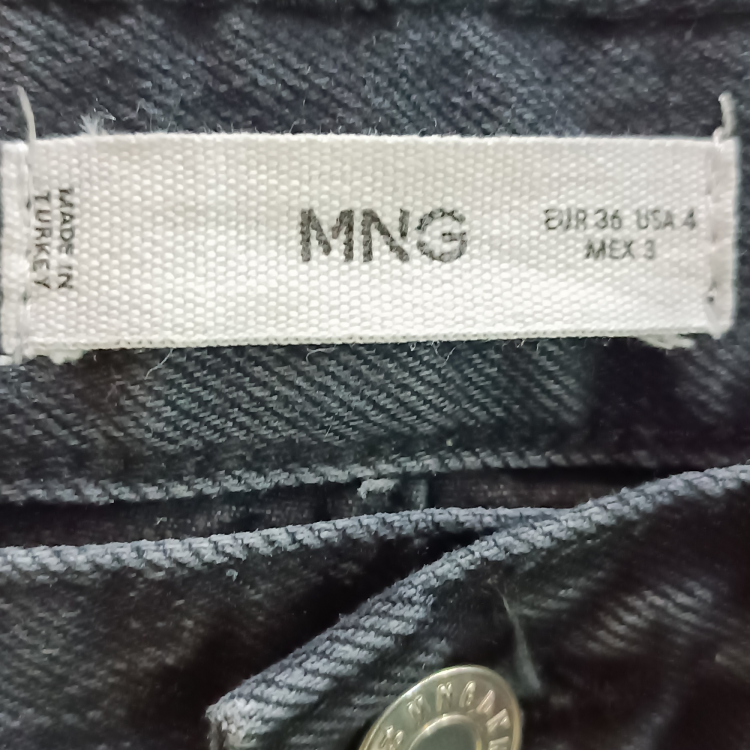 MADE IN
TURKEY
MNG
EUR 36 USA 4
MEX 3